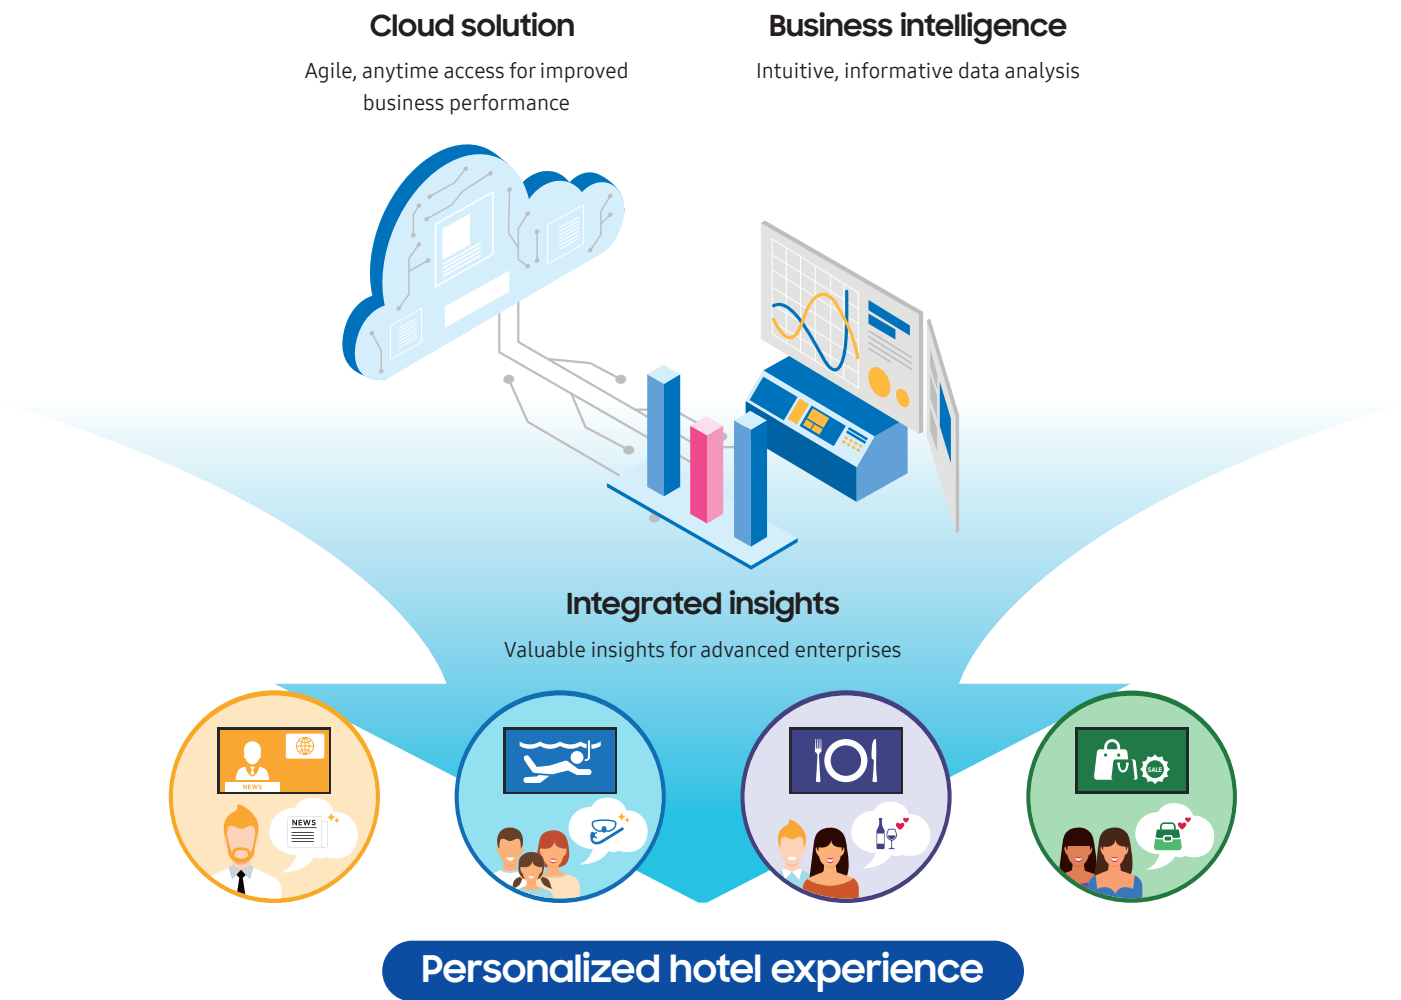 Cloud solution
Agile, anytime access for improved
business performance
Business intelligence
Intuitive, informative data analysis
Integrated insights
Valuable insights for advanced enterprises
NEWS
NEWS
SALE
Personalized hotel experience